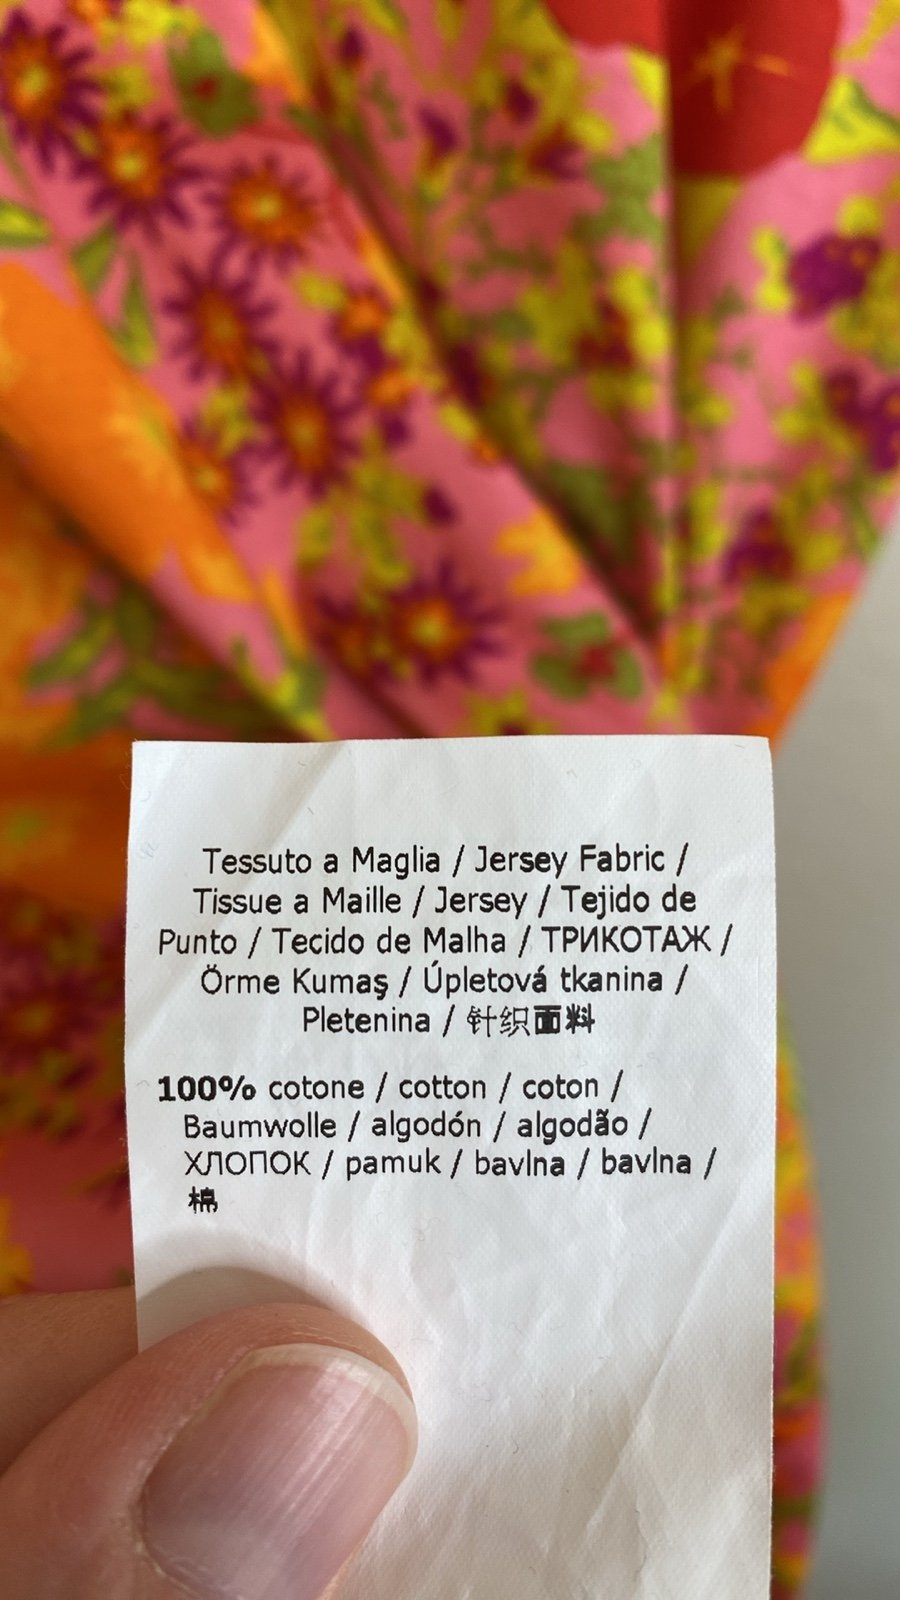 Tessuto a Maglia / Jersey Fabric /
Tissue a Maille / Jersey / Tejido de
Punto / Tecido de Malha / ТРИКОТАЖ /
Örme Kumaş / Úpletová tkanina /
Pletenina / 针织面料
100% cotone / cotton / coton /
Baumwolle / algodón / algodão /
ХЛОПОК / pamuk / bavlna / bavlna /
棉